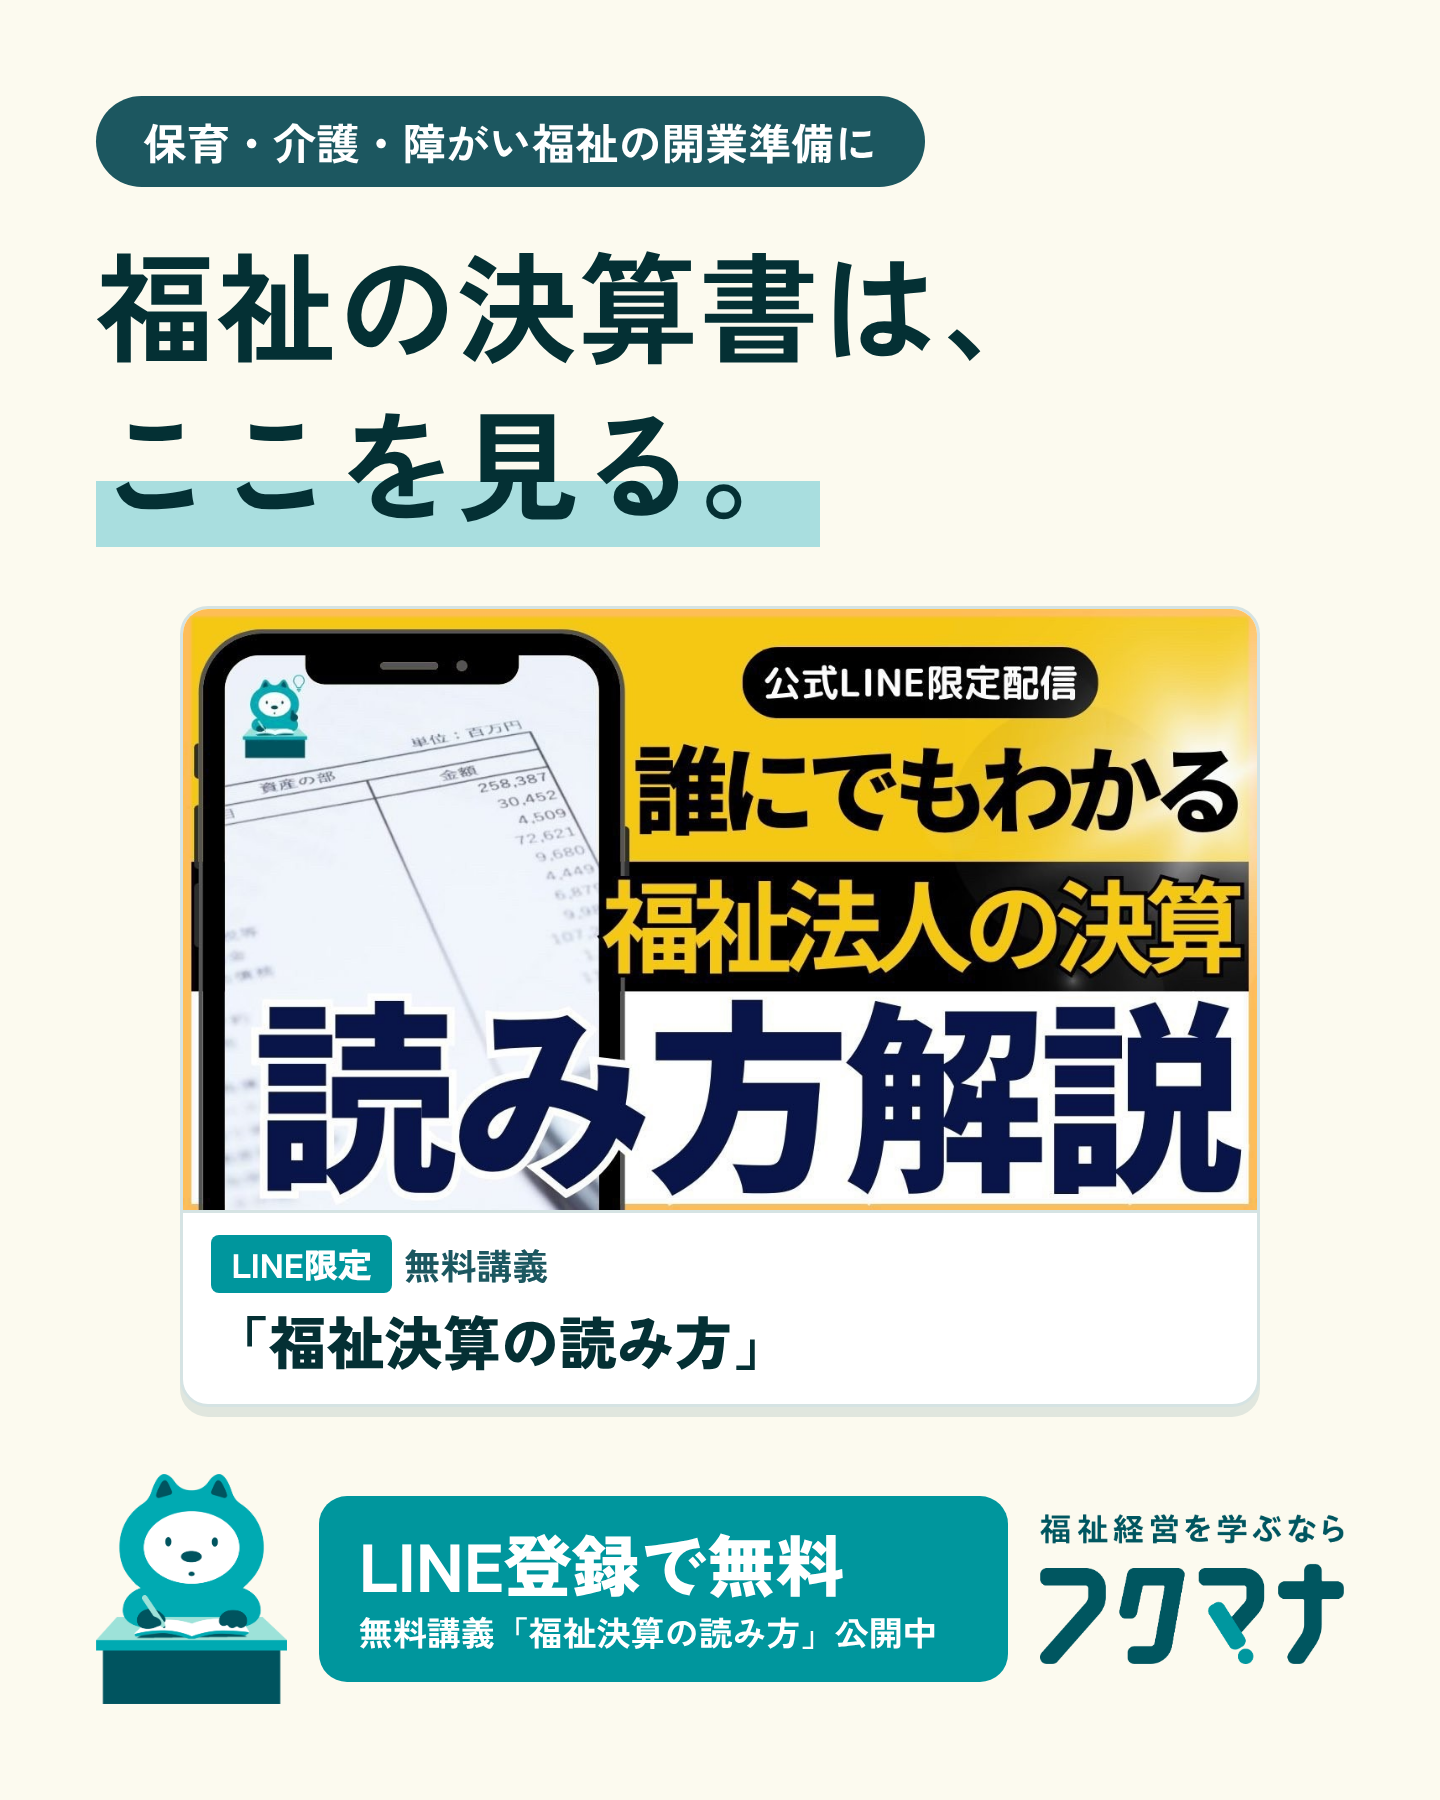 保育・介護・障がい福祉の開業準備に
福祉の決算書は、
ここを見る。
公式LINE限定配信
誰にでもわかる
福祉法人の決算
読み方解説
単位:百万円
資産の部
金額
258,387
30,452
4,509
72,621
9,680
4,449
LINE限定 無料講義
「福祉決算の読み方」
LINE登録で無料
無料講義「福祉決算の読み方」公開中
福祉経営を学ぶなら
フクマナ